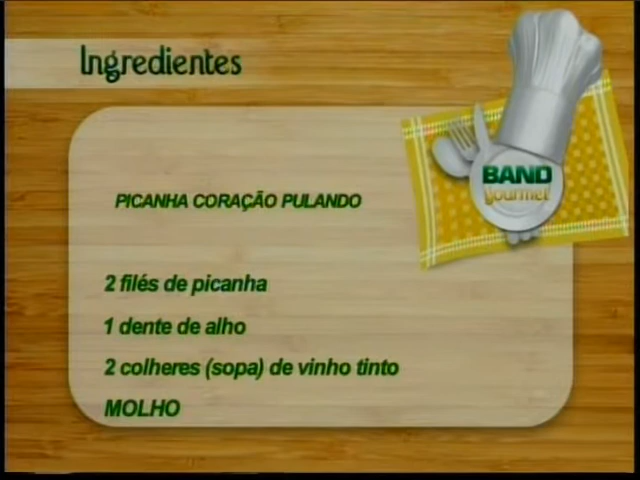 Ingredientes
BAND
gourmet
PICANHA CORAÇÃO PULANDO
2 filés de picanha
1 dente de alho
2 colheres (sopa) de vinho tinto
MOLHO